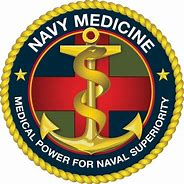 NAVY MEDICINE
MEDICAL POWER FOR NAVAL SUPERIORITY